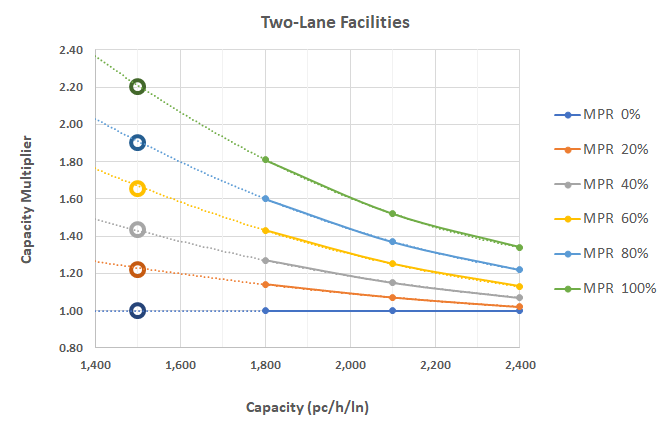 Two-Lane Facilities
2.40
2.20
2.00
1.80
1.60
1.40
1.20
1.00
0.80
Capacity Multiplier
1,400
1,600
1,800
2,000
2,200
2,400
Capacity (pc/h/ln)
MPR 0%
MPR 20%
MPR 40%
MPR 60%
MPR 80%
MPR 100%